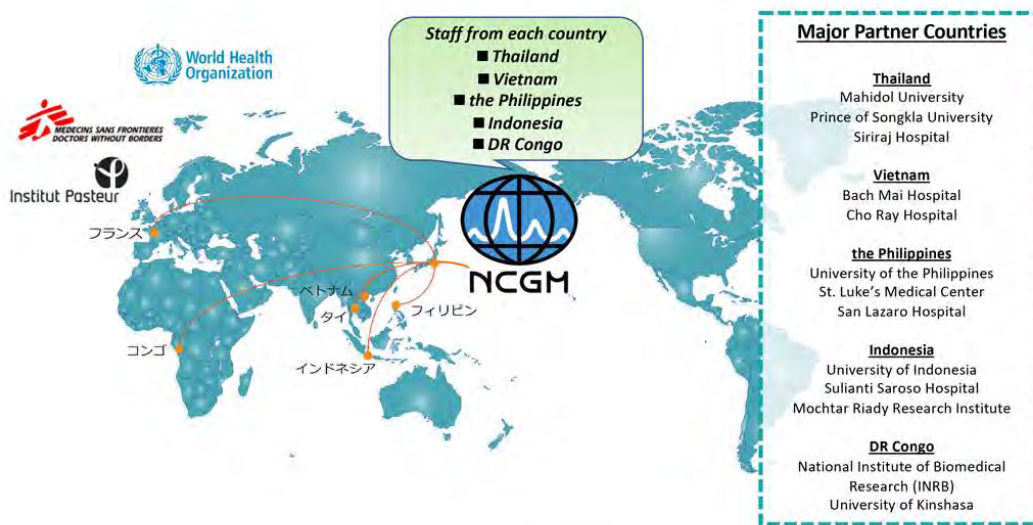 World Health
Organization
MEDECINS SANS FRONTIERES
DOCTORS WITHOUT BORDERS
Institut Pasteur
Staff from each country
■ Thailand
■ Vietnam
■ the Philippines
■ Indonesia
■ DR Congo
NCGM
フランス
ベトナム
タイ
フィリピン
コンゴ
インドネシア
Major Partner Countries
Thailand
Mahidol University
Prince of Songkla University
Siriraj Hospital
Vietnam
Bach Mai Hospital
Cho Ray Hospital
the Philippines
University of the Philippines
St. Luke's Medical Center
San Lazaro Hospital
Indonesia
University of Indonesia
Sulianti Saroso Hospital
Mochtar Riady Research Institute
DR Congo
National Institute of Biomedical
Research (INRB)
University of Kinshasa